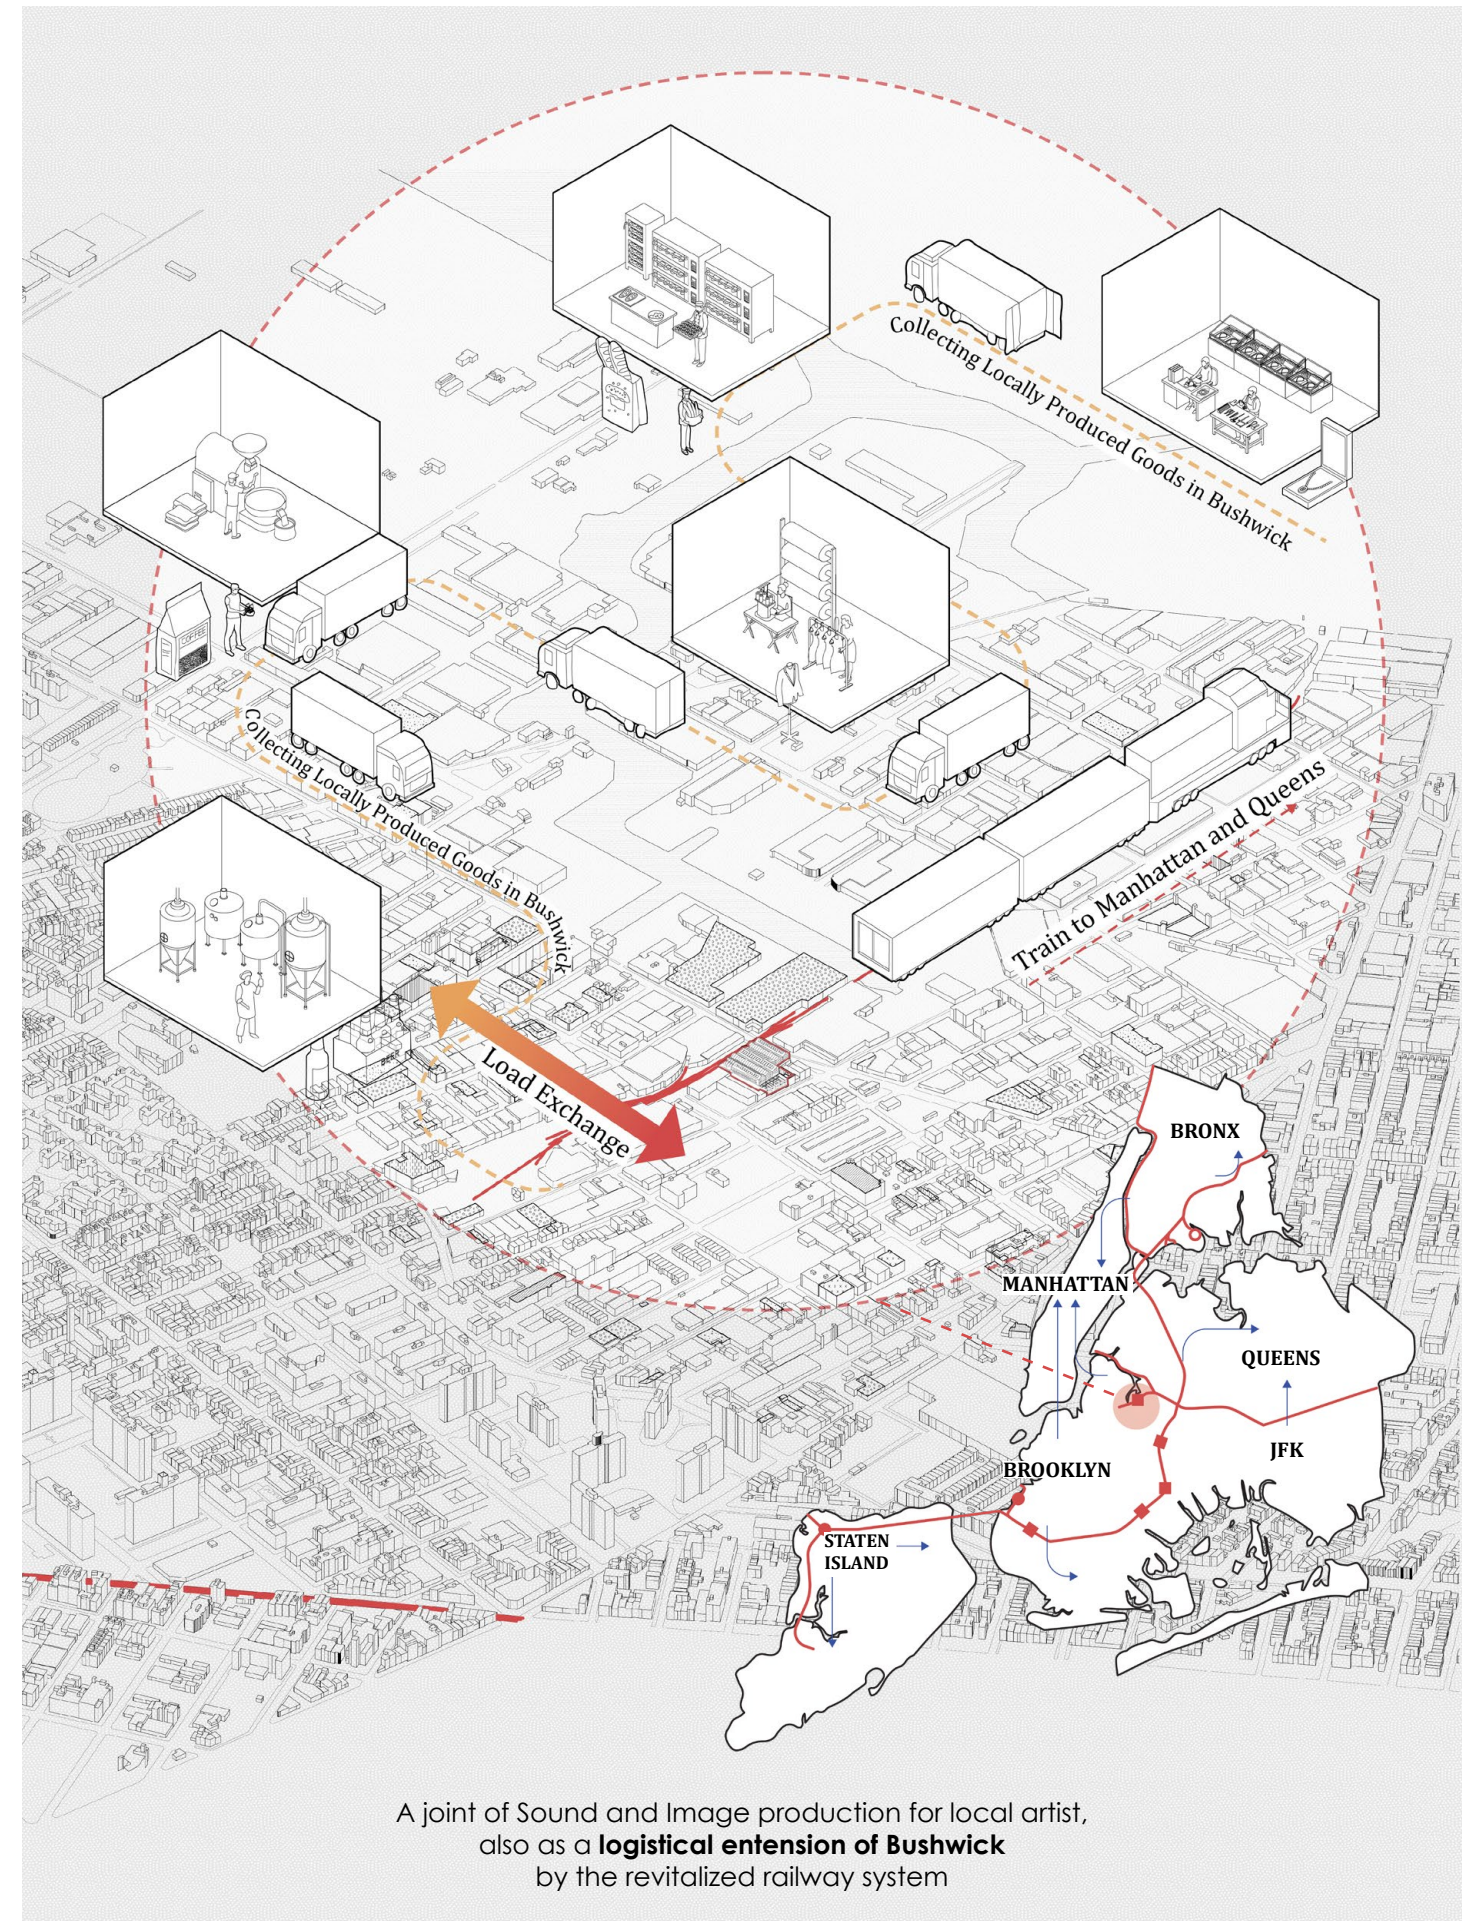 Collecting Locally Produced Goods in Bushwick
COFFEE
Collecting Locally Produced Goods in Bushwick
Train to Manhattan and Queens
Load Exchange
BRONX
MANHATTAN
QUEENS
JFK
BROOKLYN
STATEN
ISLAND
A joint of Sound and Image production for local artist,
also as a logistical entension of Bushwick
by the revitalized railway system